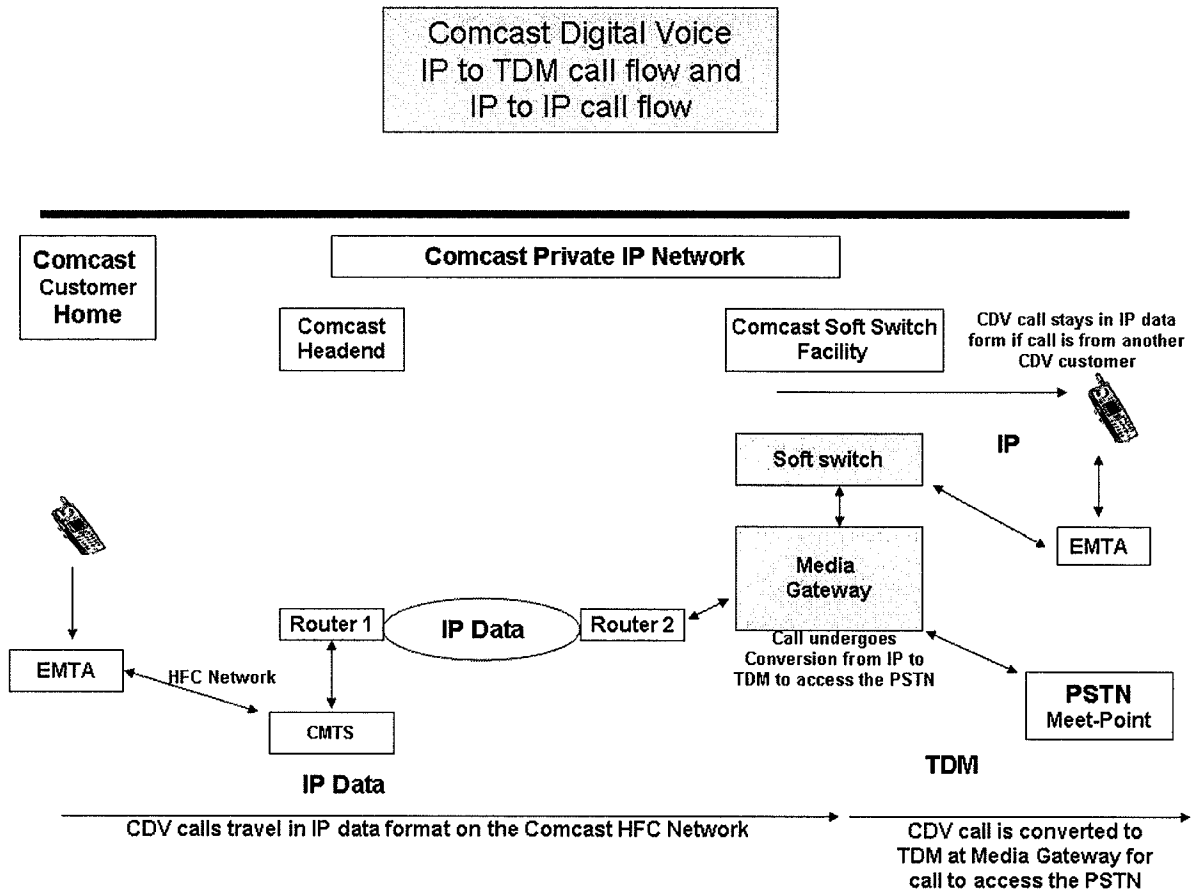 Comcast Digital Voice
IP to TDM call flow and
IP to IP call flow
Comcast
Customer
Home
Comcast Private IP Network
Comcast
Headend
Comcast Soft Switch
Facility
CDV call stays in IP data
form if call is from another
CDV customer
IP
Soft switch
EMTA
Media
Gateway
Router 1
IP Data
Router 2
Call undergoes
Conversion from IP to
TDM to access the PSTN
EMTA
HFC Network
PSTN
Meet-Point
CMTS
IP Data
TDM
CDV calls travel in IP data format on the Comcast HFC Network
CDV call is converted to
TDM at Media Gateway for
call to access the PSTN